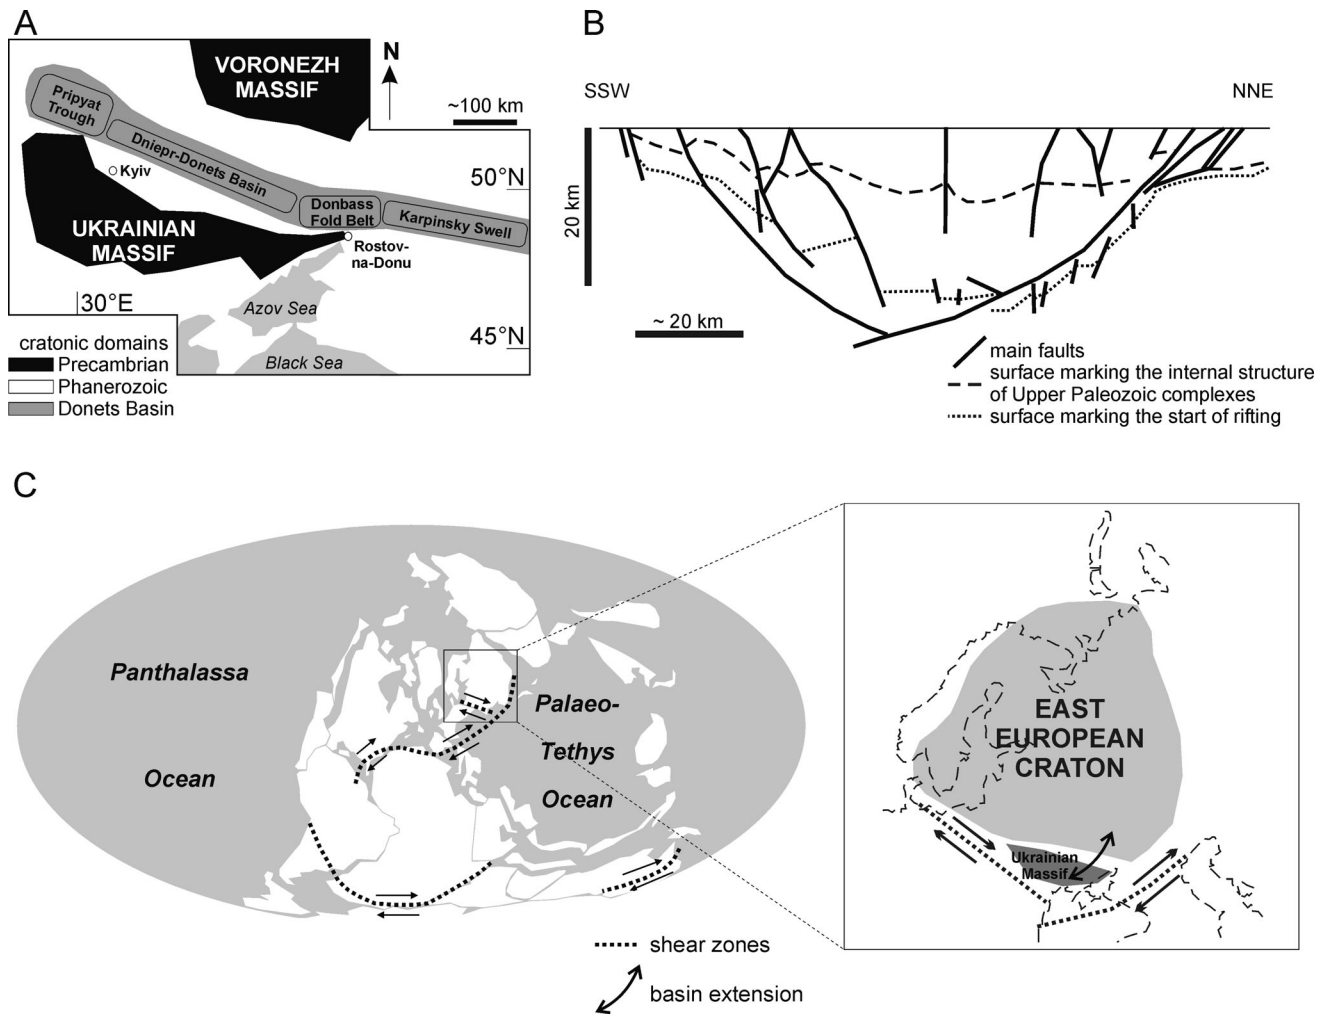 A
VORONEZH
MASSIF
N
~100 km
Pripyat
Trough
Dniepr-Donets Basin
Kyiv
50°N
Donbass
Fold Belt
Karpinsky Swell
UKRAINIAN
MASSIF
Rostov-
na-Donu
30°E
Azov Sea
45°N
Black Sea
cratonic domains
Precambrian
Phanerozoic
Donets Basin
B
SSW
NNE
20 km
~ 20 km
main faults
surface marking the internal structure
of Upper Paleozoic complexes
surface marking the start of rifting
C
Panthalassa
Ocean
Palaeo-
Tethys
Ocean
EAST
EUROPEAN
CRATON
Ukrainian
Massif
shear zones
basin extension